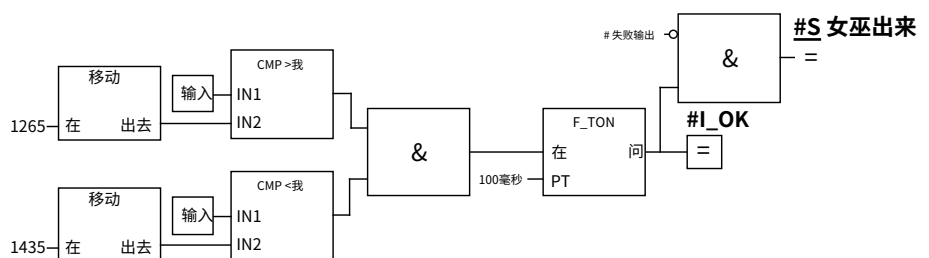 #S 女巫出来
# 失败输出
&
=
CMP >我
移动
输入
IN1
1265
在
出去
IN2
#I_OK
F_TON
&
在
问
=
100毫秒
PT
CMP <我
移动
输入
IN1
1435
在
出去
IN2